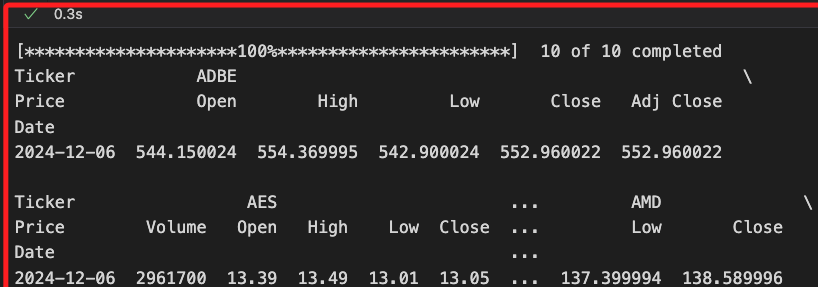 ✓ 0.3s
[*********************100%***********************]  10 of 10 completed
Ticker            ADBE                                                  \
Price             Open        High         Low       Close   Adj Close
Date
2024-12-06  544.150024  554.369995  542.900024  552.960022  552.960022
Ticker                 AES                        ...         AMD              \
Price          Volume   Open   High    Low  Close  ...         Low       Close
Date                                              ...
2024-12-06  2961700  13.39  13.49  13.01  13.05  ...  137.399994  138.589996